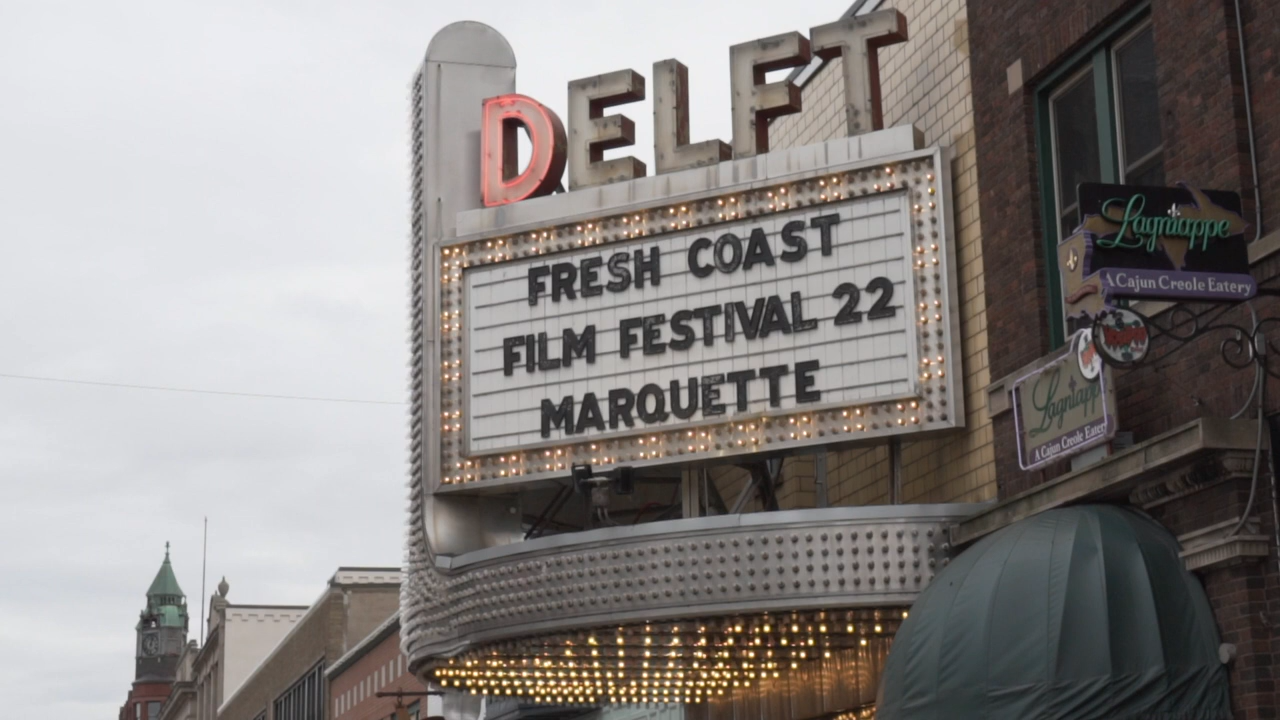 DELFT
FRESH COAST
FILM FESTIVAL 22
MARQUETTE
Lagniappe
A Cajun Creole Eatery
Lagniappe
A Cajun Creole Eatery